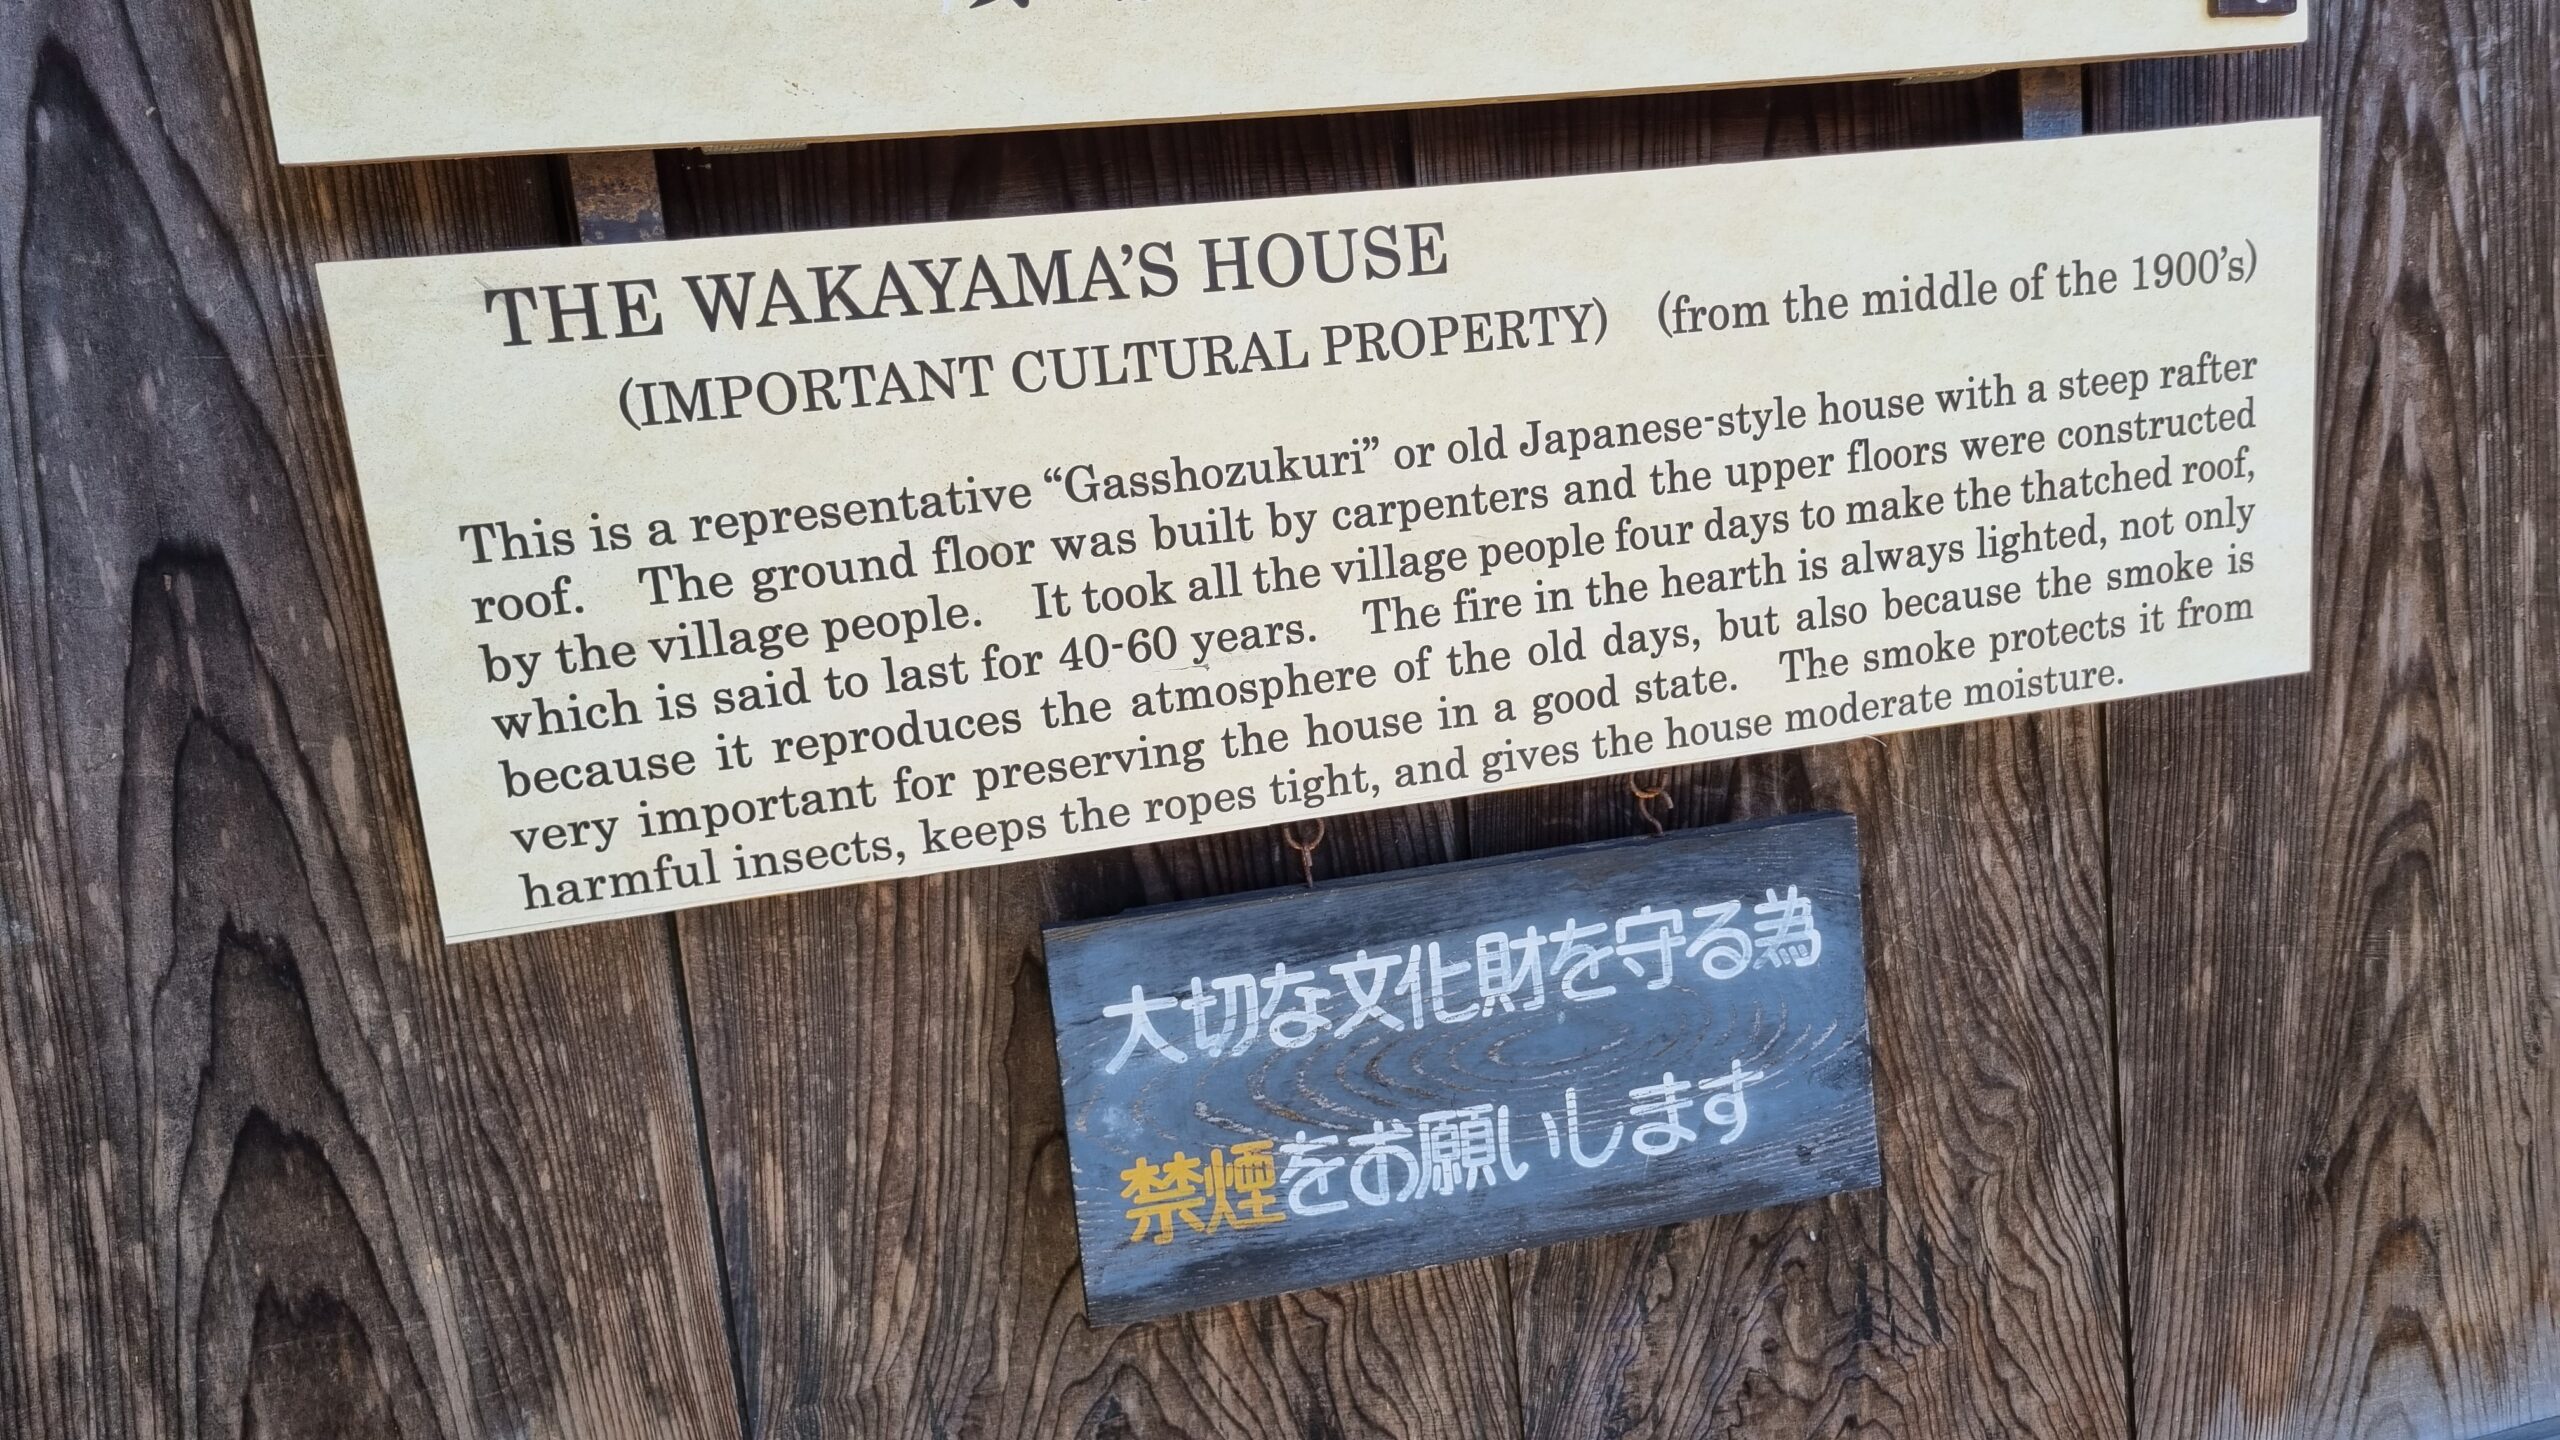 THE WAKAYAMA’S HOUSE
(IMPORTANT CULTURAL PROPERTY) (from the middle of the 1900’s)
This is a representative “Gasshozukuri” or old Japanese-style house with a steep rafter
roof. The ground floor was built by carpenters and the upper floors were constructed
by the village people. It took all the village people four days to make the thatched roof,
which is said to last for 40-60 years. The fire in the hearth is always lighted, not only
because it reproduces the atmosphere of the old days, but also because the smoke is
very important for preserving the house in a good state. The smoke protects it from
harmful insects, keeps the ropes tight, and gives the house moderate moisture.
大切な文化財を守る為
禁煙をお願いします